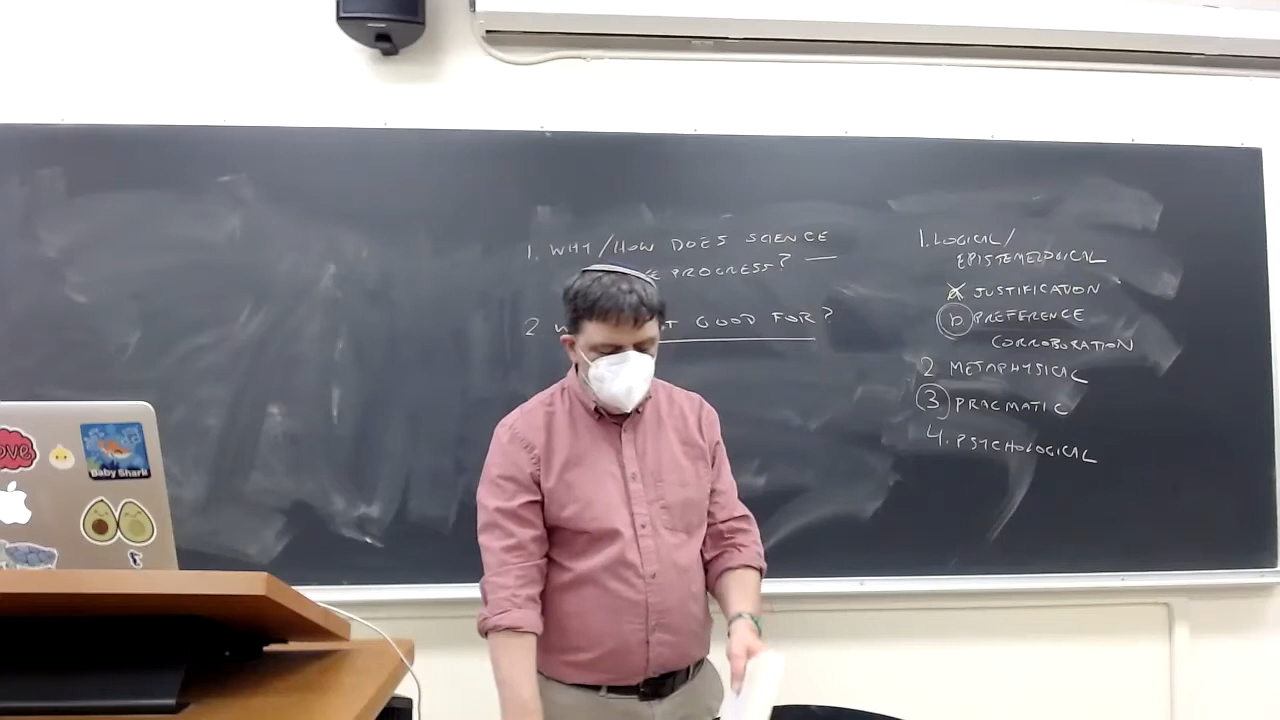 1. WHY/HOW DOES SCIENCE
PROGRESS? —
2 GOOD FOR?
1. LOGICAL/
EPISTEMELOGICAL
JUSTIFICATION
b. PREFERENCE
CORROBORATION
2 METAPHYSICAL
3 PRAGMATIC
4. PSYCHOLOGICAL
Baby Shark